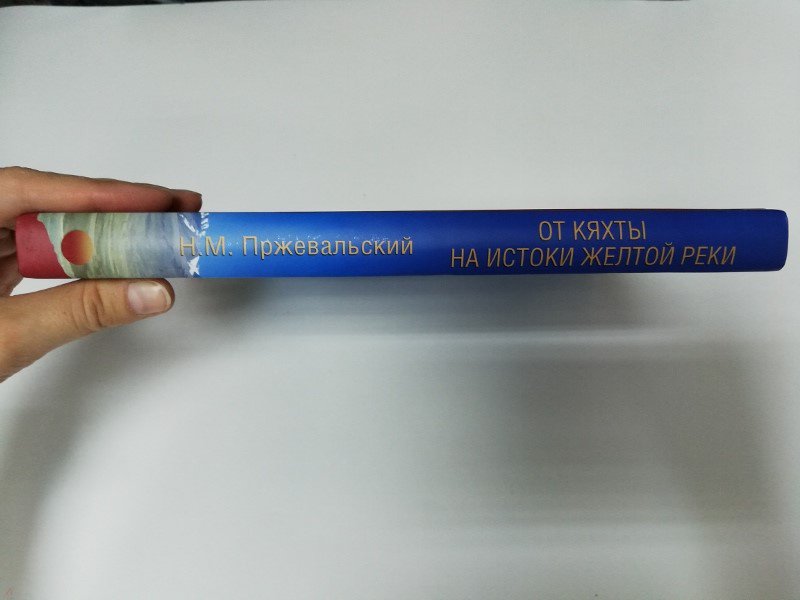 Н.М. Пржевальский
ОТ КЯХТЫ
НА ИСТОКИ ЖЕЛТОЙ РЕКИ